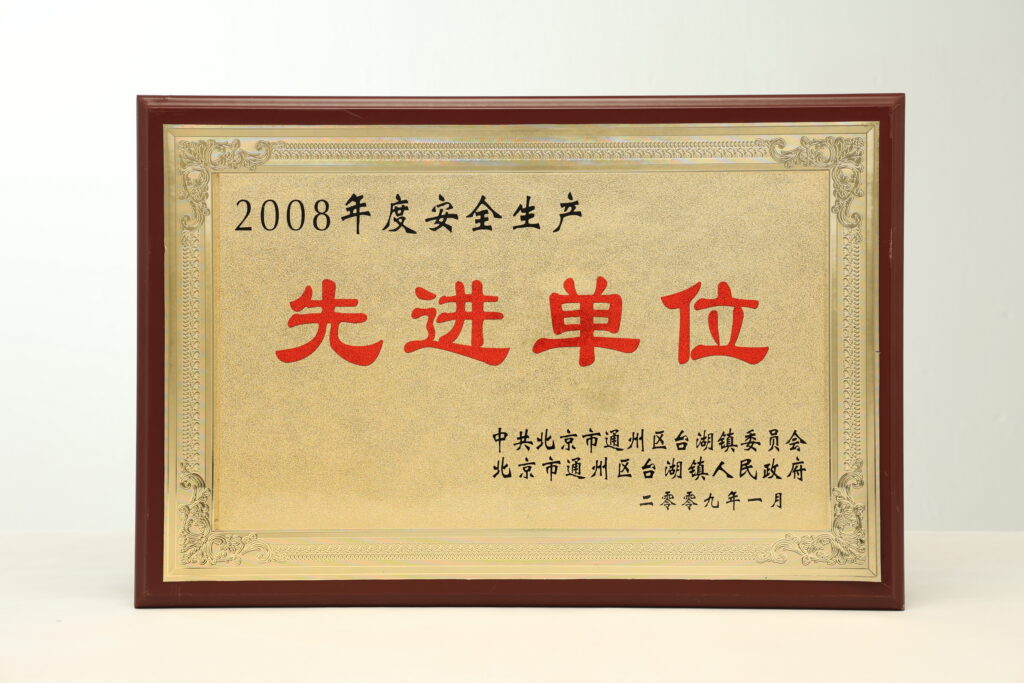 2008年度安全生产
先进单位
中共北京市通州区台湖镇委员会
北京市通州区台湖镇人民政府
二零零九年一月